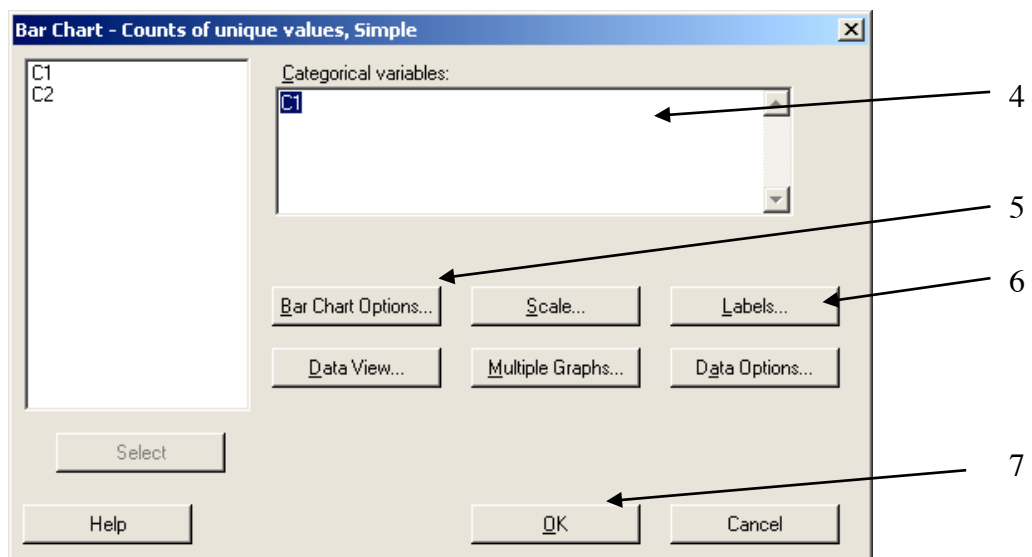 Bar Chart - Counts of unique values, Simple
C1
C2
Categorical variables:
C1
4
5
6
Bar Chart Options... Scale... Labels...
Data View... Multiple Graphs... Data Options...
Select
7
Help OK Cancel